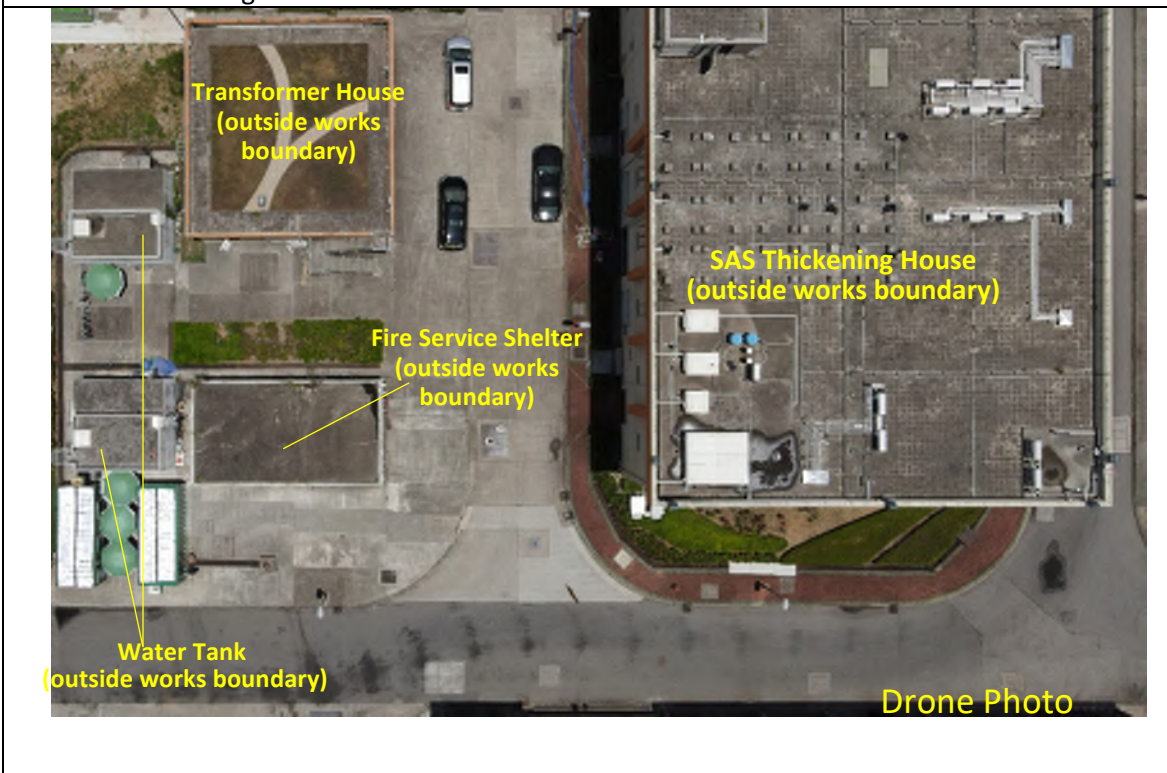 Transformer House
(outside works
boundary)
SAS Thickening House
(outside works boundary)
Fire Service Shelter
(outside works
boundary)
Water Tank
(outside works boundary)
Drone Photo